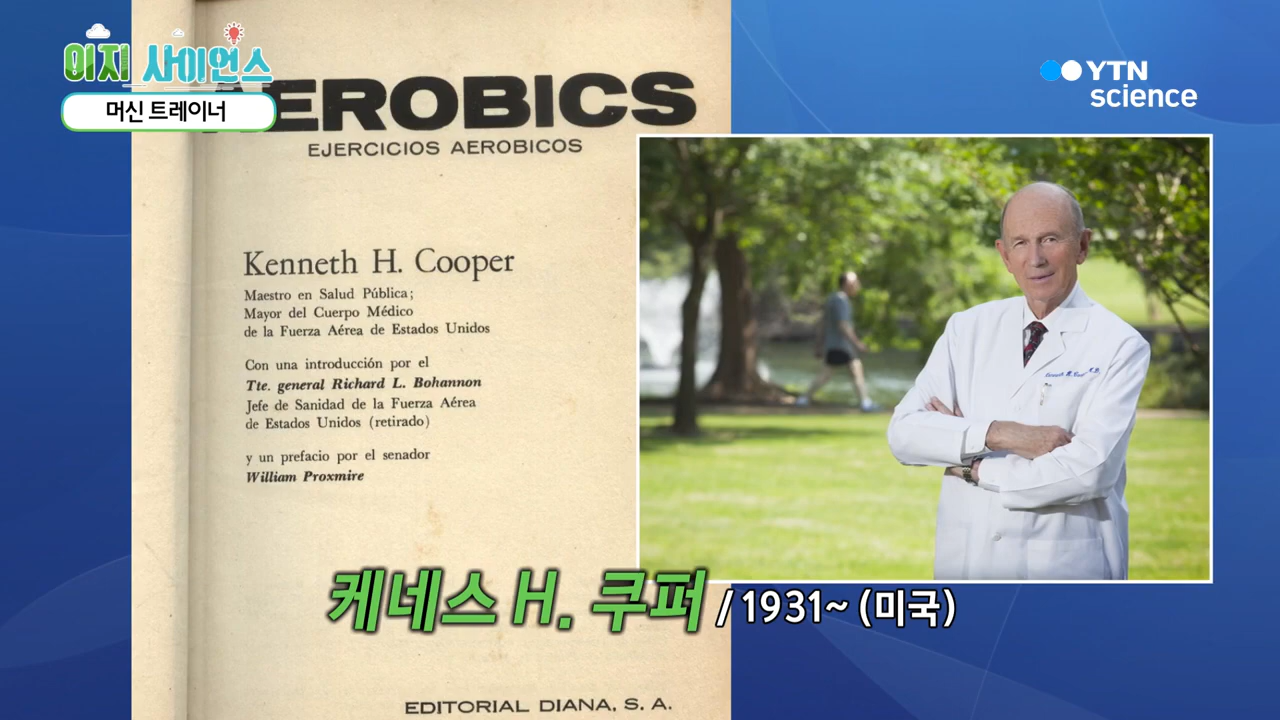 이지 사이언스
머신 트레이너
YTN
science
AEROBICS
EJERCICIOS AEROBICOS
Kenneth H. Cooper
Maestro en Salud Pública;
Mayor del Cuerpo Médico
de la Fuerza Aérea de Estados Unidos
Con una introducción por el
Tte. general Richard L. Bohannon
Jefe de Sanidad de la Fuerza Aérea
de Estados Unidos (retirado)
y un prefacio por el senador
William Proxmire
케네스 H. 쿠퍼 / 1931~ (미국)
EDITORIAL DIANA, S. A.